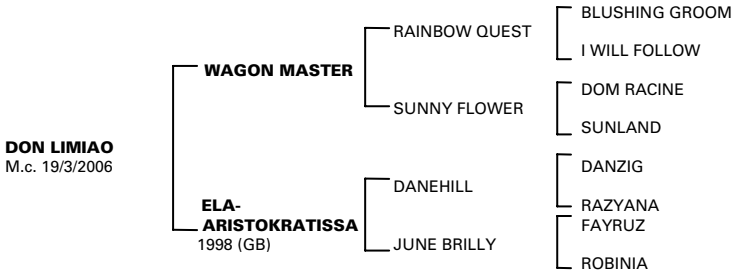 BLUSHING GROOM
RAINBOW QUEST
I WILL FOLLOW
WAGON MASTER
DOM RACINE
SUNNY FLOWER
SUNLAND
DON LIMIAO
M.c. 19/3/2006
DANZIG
DANEHILL
RAZYANA
ELA-
ARISTOKRATISSA
1998 (GB)
FAYRUZ
JUNE BRILLY
ROBINIA